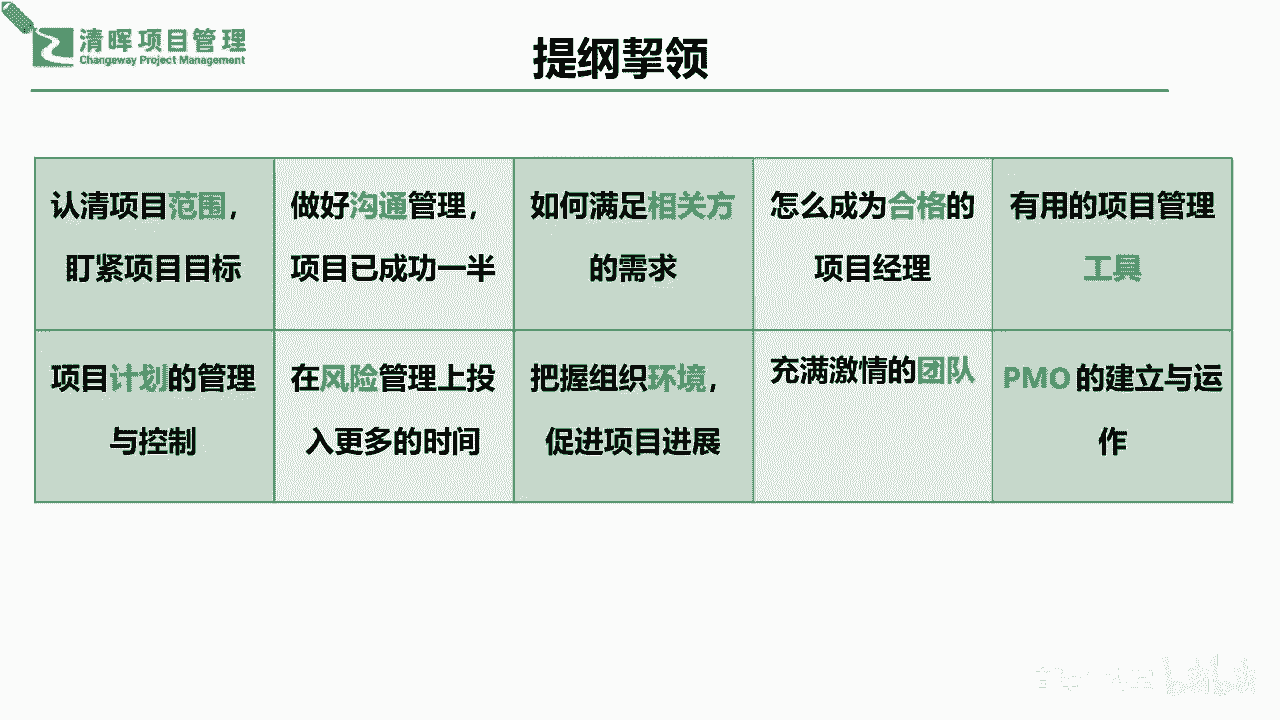 清晖项目管理
Changeway Project Management
提纲挈领
认清项目范围，
盯紧项目目标
做好沟通管理，
项目已成功一半
如何满足相关方
的需求
怎么成为合格的
项目经理
有用的项目管理
工具
项目计划的管理
与控制
在风险管理上投
入更多的时间
把握组织环境，
促进项目进展
充满激情的团队
PMO 的建立与运
作